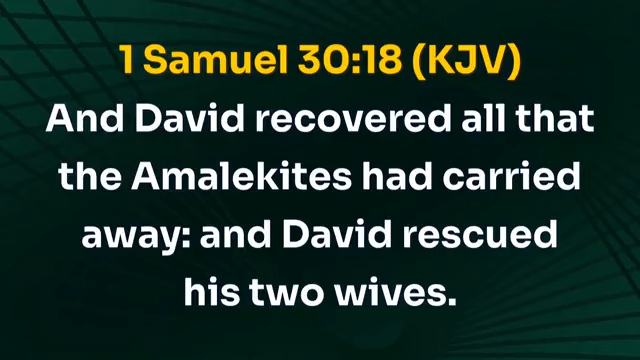 1 Samuel 30:18 (KJV)
And David recovered all that
the Amalekites had carried
away: and David rescued
his two wives.